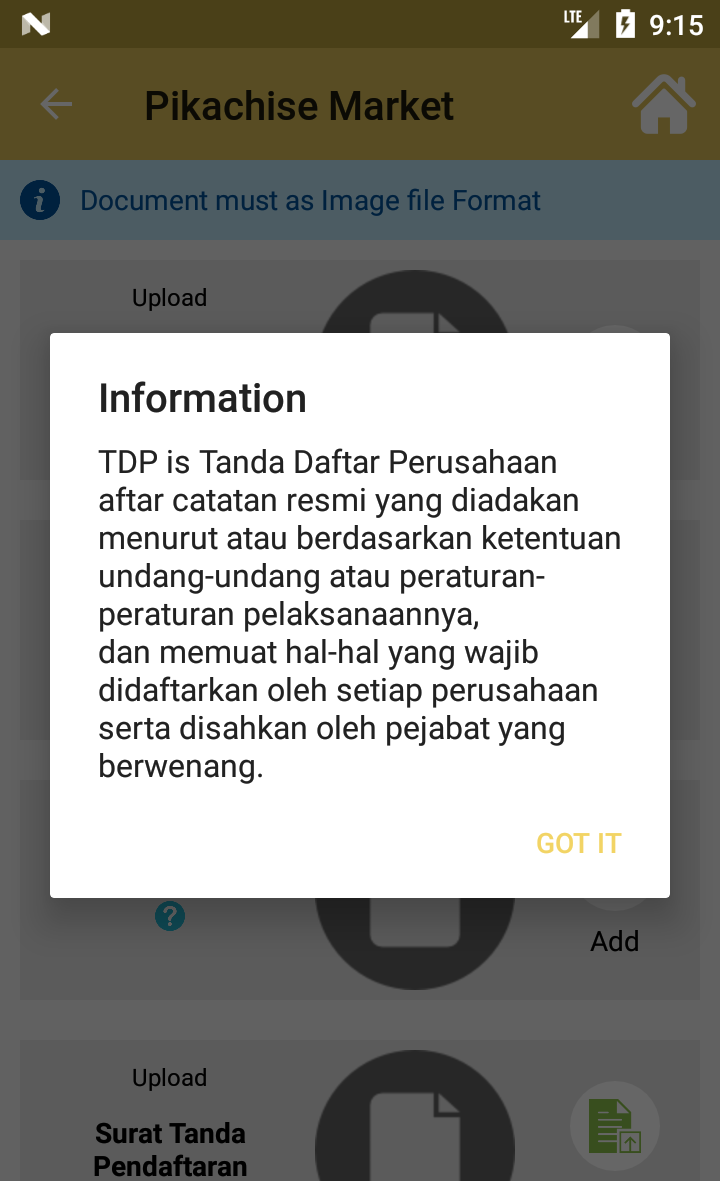 LTE 9:15
Pikachise Market
Document must as Image file Format
Upload
Information
TDP is Tanda Daftar Perusahaan
aftar catatan resmi yang diadakan
menurut atau berdasarkan ketentuan
undang-undang atau peraturan-
peraturan pelaksanaannya,
dan memuat hal-hal yang wajib
didaftarkan oleh setiap perusahaan
serta disahkan oleh pejabat yang
berwenang.
GOT IT
?
Add
Upload
Surat Tanda
Pendaftaran